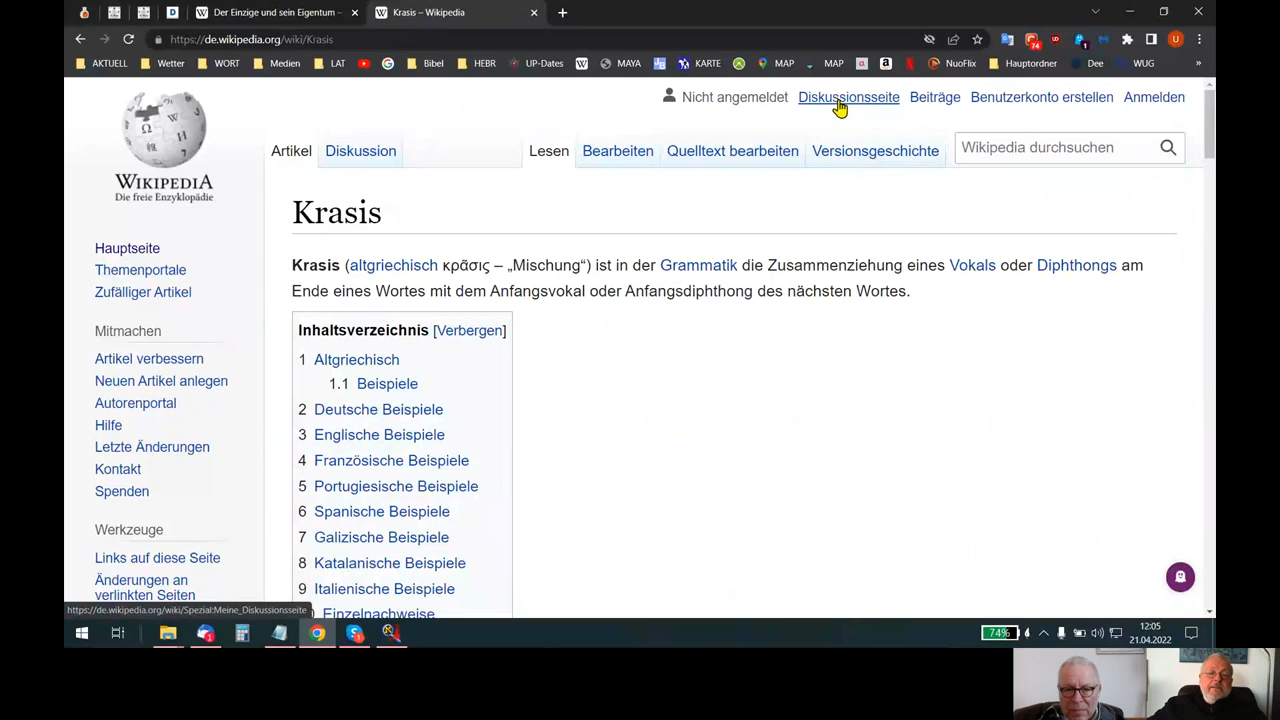 Der Einzige und sein Eigentum –
Krasis – Wikipedia
https://de.wikipedia.org/wiki/Krasis
74
1
U
AKTUELL
Wetter
WORT
Medien
LAT
Bibel
HEBR
UP-Dates
MAYA
KARTE
MAP
MAP
NuoFlix
Hauptordner
Dee
WUG
»
Nicht angemeldet Diskussionsseite Beiträge Benutzerkonto erstellen Anmelden
Artikel Diskussion Lesen Bearbeiten Quelltext bearbeiten Versionsgeschichte Wikipedia durchsuchen
WIKIPEDIA
Die freie Enzyklopädie
Hauptseite
Themenportale
Zufälliger Artikel
Mitmachen
Artikel verbessern
Neuen Artikel anlegen
Autorenportal
Hilfe
Letzte Änderungen
Kontakt
Spenden
Werkzeuge
Links auf diese Seite
Änderungen an
verlinkten Seiten
Krasis
Krasis (altgriechisch κρᾶσις – „Mischung“) ist in der Grammatik die Zusammenziehung eines Vokals oder Diphthongs am
Ende eines Wortes mit dem Anfangsvokal oder Anfangsdiphthong des nächsten Wortes.
Inhaltsverzeichnis [Verbergen]
1 Altgriechisch
1.1 Beispiele
2 Deutsche Beispiele
3 Englische Beispiele
4 Französische Beispiele
5 Portugiesische Beispiele
6 Spanische Beispiele
7 Galizische Beispiele
8 Katalanische Beispiele
9 Italienische Beispiele
Einzelnachweise
https://de.wikipedia.org/wiki/Spezial:Meine_Diskussionsseite
74%
12:05
21.04.2022